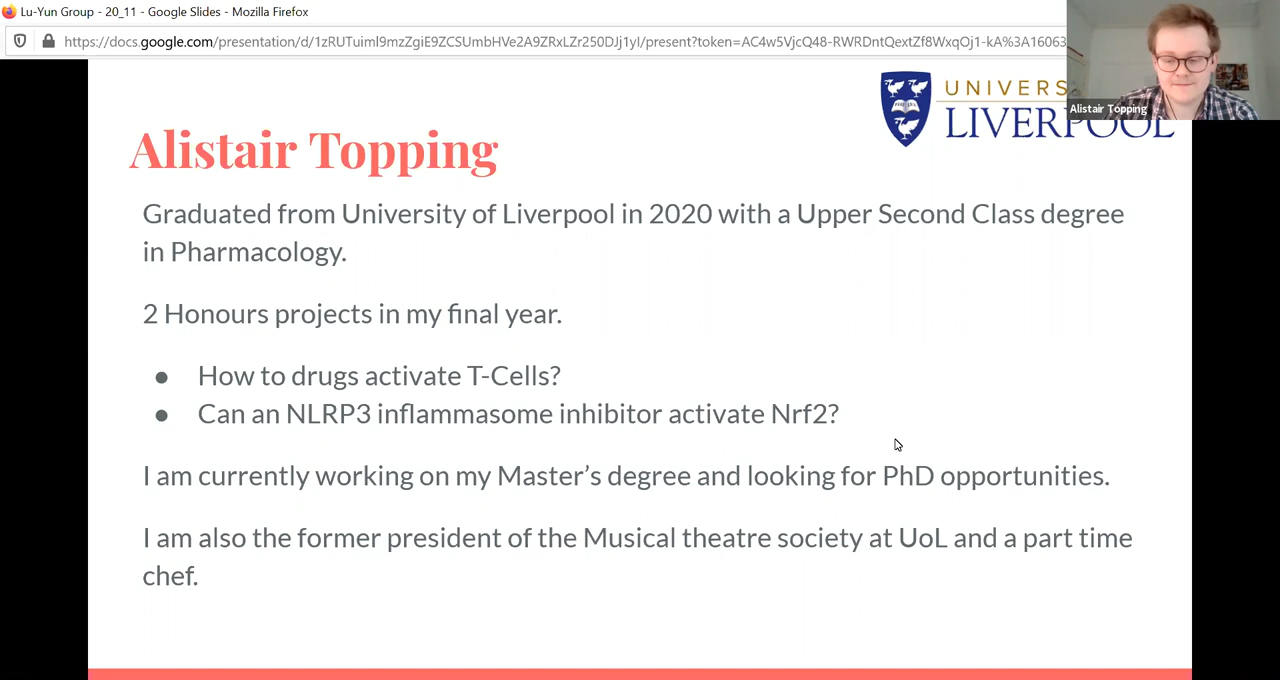 Lu-Yun Group - 20_11 - Google Slides - Mozilla Firefox
https://docs.google.com/presentation/d/1zRUTuiml9mzZgiE9ZCSUmbHVe2A9ZRxLZr250DJj1yI/present?token=AC4w5VjcQ48-RWRDntQextZf8WxqOj1-kA%3A16063
Alistair Topping
UNIVERS
LIVERPOOL
Alistair Topping
Graduated from University of Liverpool in 2020 with a Upper Second Class degree
in Pharmacology.
2 Honours projects in my final year.
● How to drugs activate T-Cells?
● Can an NLRP3 inflammasome inhibitor activate Nrf2?
I am currently working on my Master’s degree and looking for PhD opportunities.
I am also the former president of the Musical theatre society at UoL and a part time
chef.